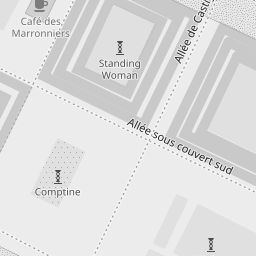 Café des
Marronniers
Standing
Woman
Allée de Casti
Allée sous couvert sud
Comptine